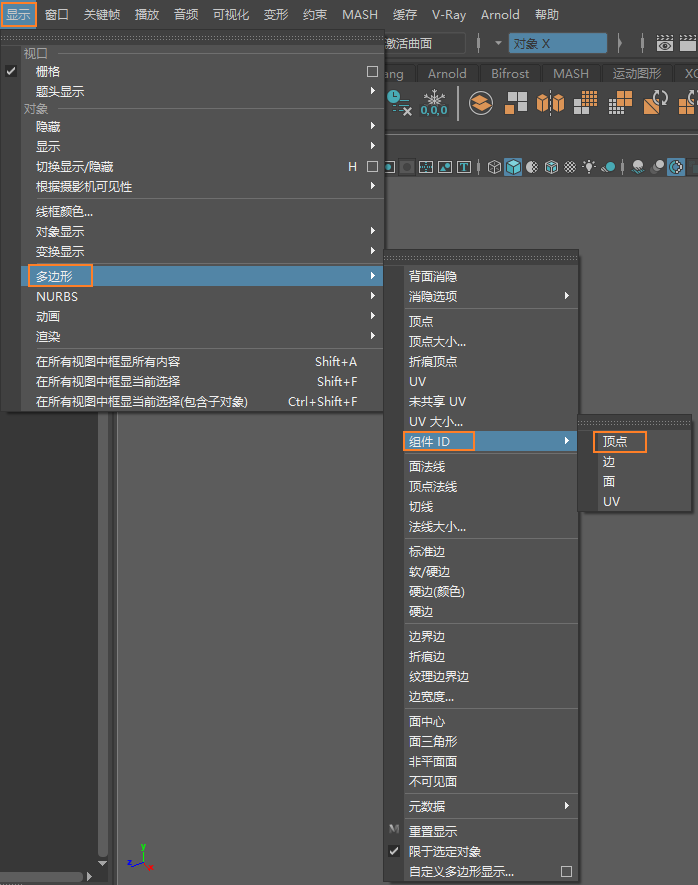 显示 窗口 关键帧 播放 音频 可视化 变形 约束 MASH 缓存 V-Ray Arnold 帮助
激活曲面 对象 X
ang Arnold Bifrost MASH 运动图形 XG
0,0,0
视口
栅格
题头显示
对象
隐藏
显示
切换显示/隐藏 H
根据摄影机可见性
线框颜色...
对象显示
变换显示
多边形
NURBS
动画
渲染
在所有视图中框显所有内容 Shift+A
在所有视图中框显当前选择 Shift+F
在所有视图中框显当前选择(包含子对象) Ctrl+Shift+F
背面消隐
消隐选项
顶点
顶点大小...
折痕顶点
UV
未共享 UV
UV 大小...
组件 ID
面法线
顶点法线
切线
法线大小...
标准边
软/硬边
硬边(颜色)
硬边
边界边
折痕边
纹理边界边
边宽度...
面中心
面三角形
非平面面
不可见面
元数据
重置显示
限于选定对象
自定义多边形显示...
顶点
边
面
UV
y
z